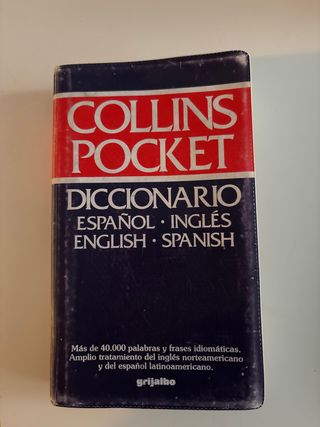 COLLINS
POCKET
DICCIONARIO
ESPAÑOL · INGLÉS
ENGLISH · SPANISH
Más de 40.000 palabras y frases idiomáticas.
Amplio tratamiento del inglés norteamericano
y del español latinoamericano.
grijalbo